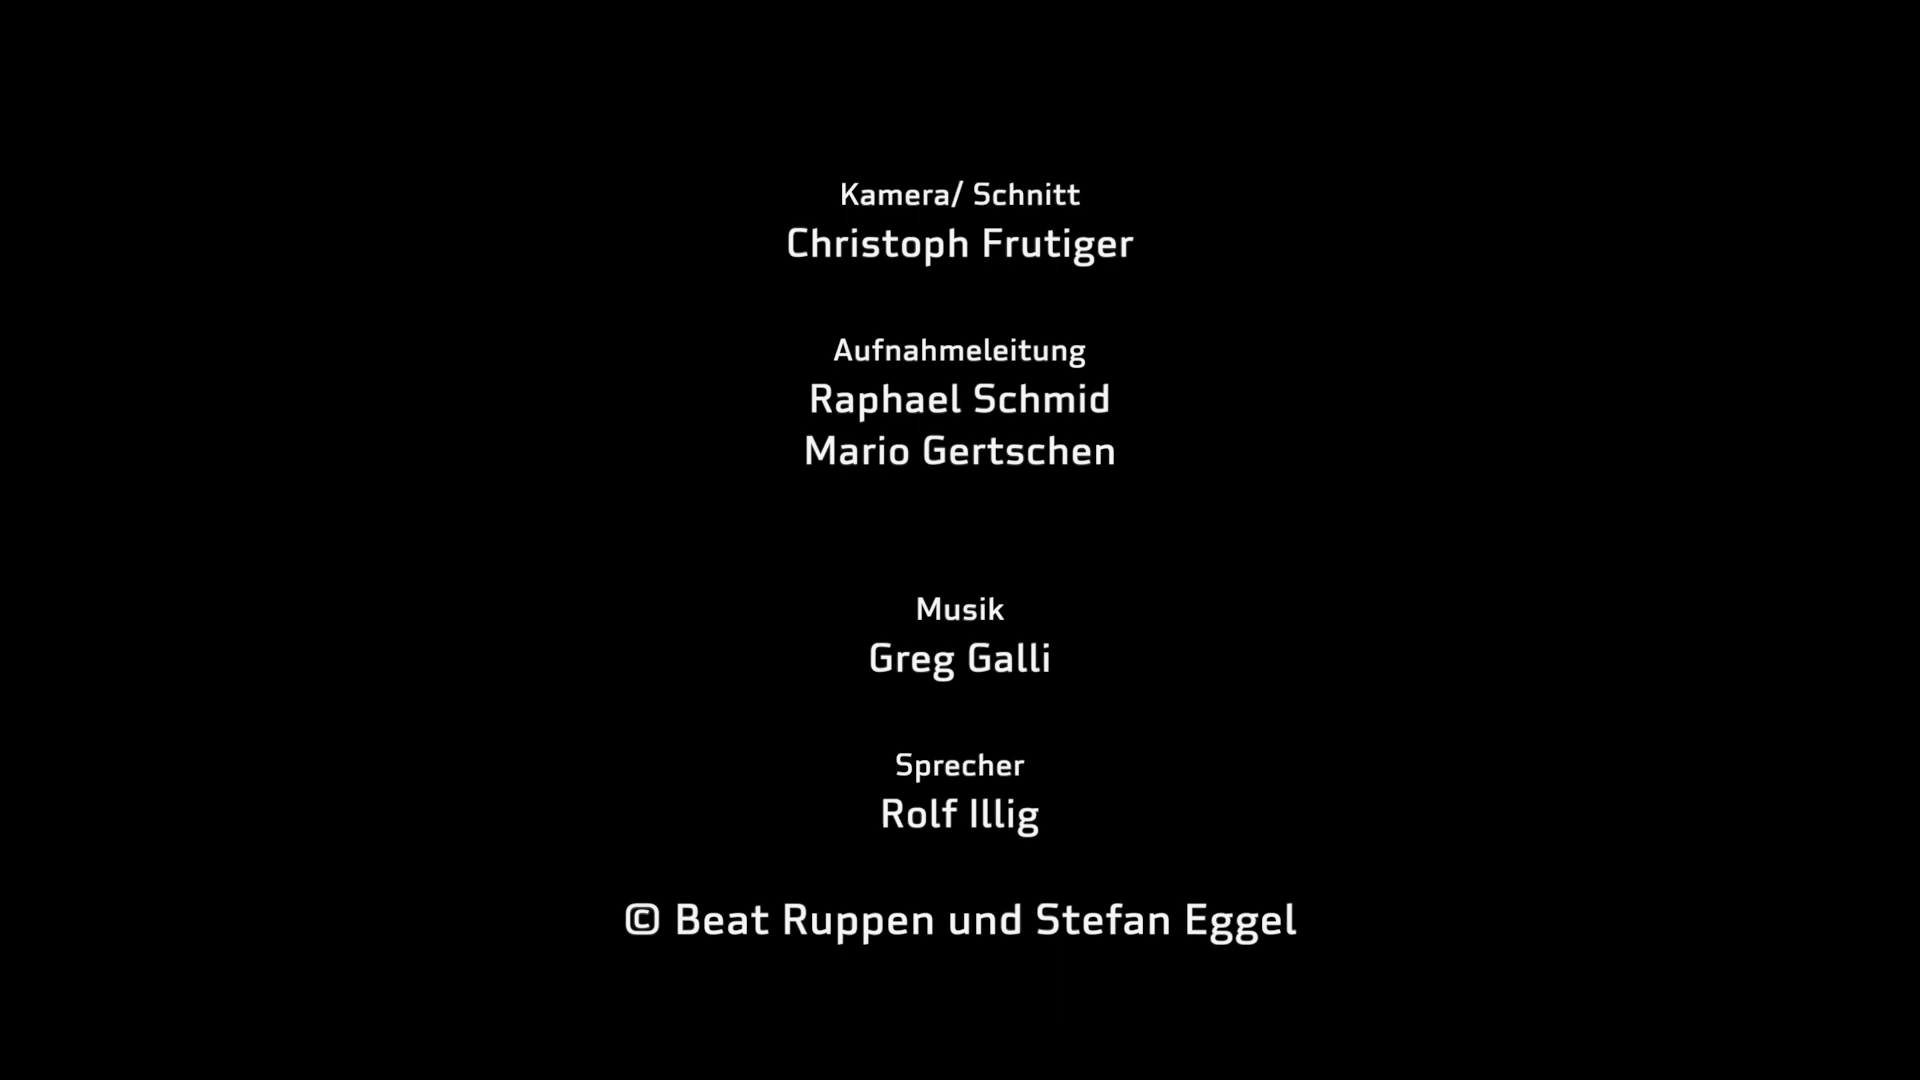 Kamera/ Schnitt
Christoph Frutiger
Aufnahmeleitung
Raphael Schmid
Mario Gertschen
Musik
Greg Galli
Sprecher
Rolf Illig
© Beat Ruppen und Stefan Eggel